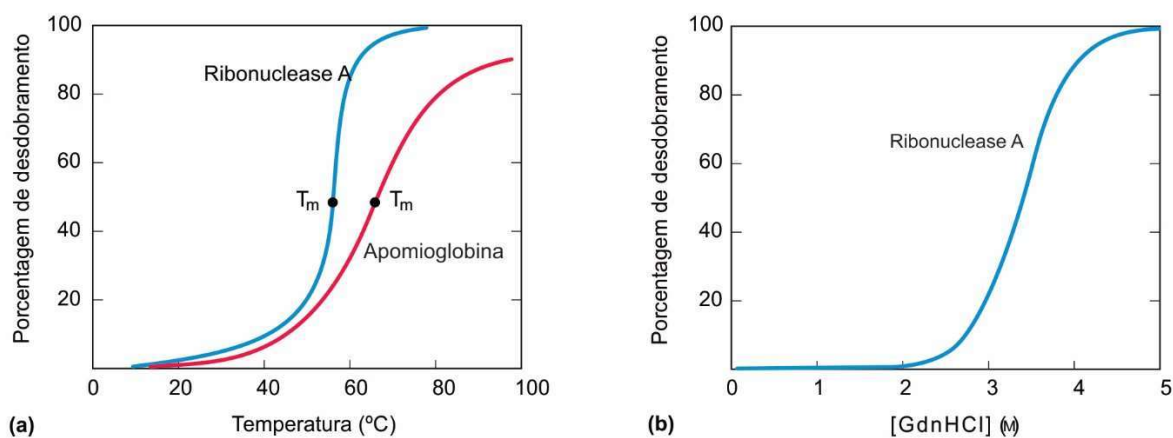 Porcentagem de desdobramento
100
80
60
40
20
Ribonuclease A
Tm
Tm
Apomioglobina
0
20
40
60
80
100
(a)
Temperatura (ºC)
Porcentagem de desdobramento
100
80
60
40
20
Ribonuclease A
0
1
2
3
4
5
(b)
[GdnHCl] (M)